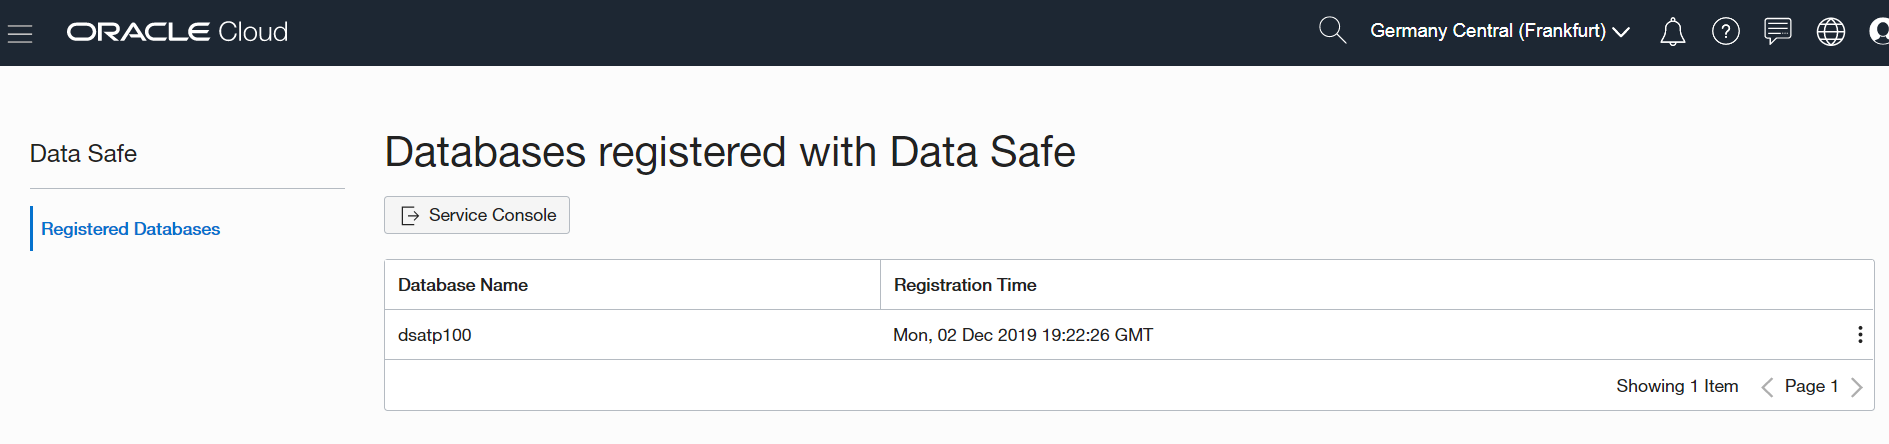 ORACLE Cloud
Germany Central (Frankfurt)
Data Safe
Registered Databases
Databases registered with Data Safe
Service Console
Database Name Registration Time
dsatp100 Mon, 02 Dec 2019 19:22:26 GMT
Showing 1 Item Page 1